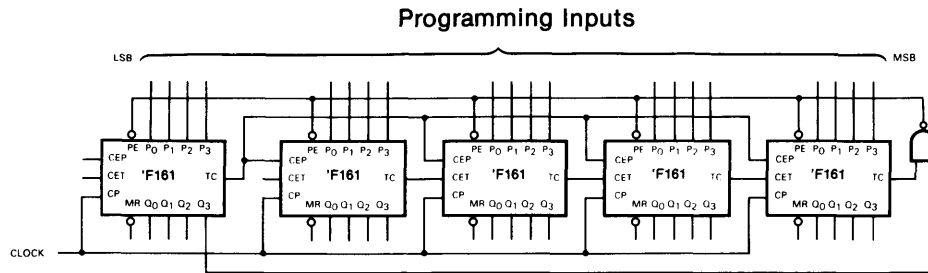 Programming Inputs
LSB MSB
PE P0 P1 P2 P3 PE P0 P1 P2 P3 PE P0 P1 P2 P3 PE P0 P1 P2 P3 PE P0 P1 P2 P3
CEP CEP CEP CEP CEP
CET 'F161 TC CET 'F161 TC CET 'F161 TC CET 'F161 TC CET 'F161 TC
CP CP CP CP CP
MR Q0 Q1 Q2 Q3 MR Q0 Q1 Q2 Q3 MR Q0 Q1 Q2 Q3 MR Q0 Q1 Q2 Q3 MR Q0 Q1 Q2 Q3
CLOCK